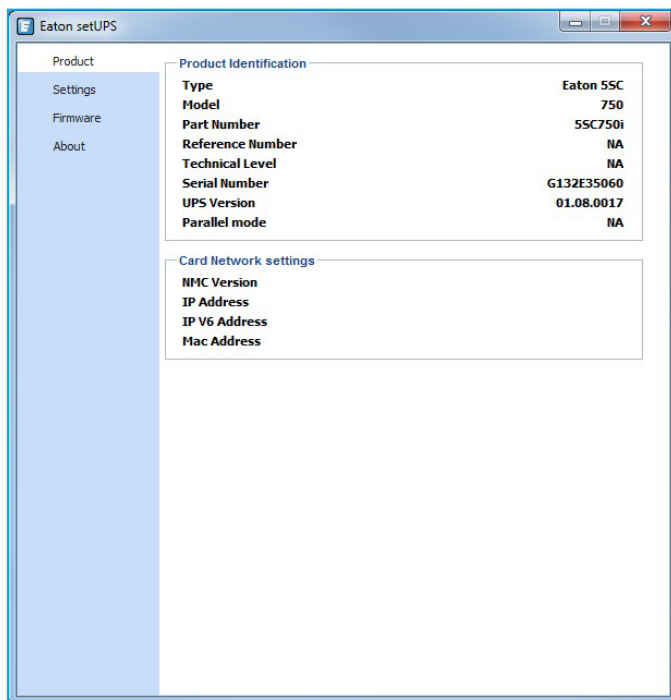 Eaton setUPS
Product
Settings
Firmware
About
Product Identification
Type Eaton 5SC
Model 750
Part Number 5SC750i
Reference Number NA
Technical Level NA
Serial Number G132E35060
UPS Version 01.08.0017
Parallel mode NA
Card Network settings
NMC Version
IP Address
IP V6 Address
Mac Address